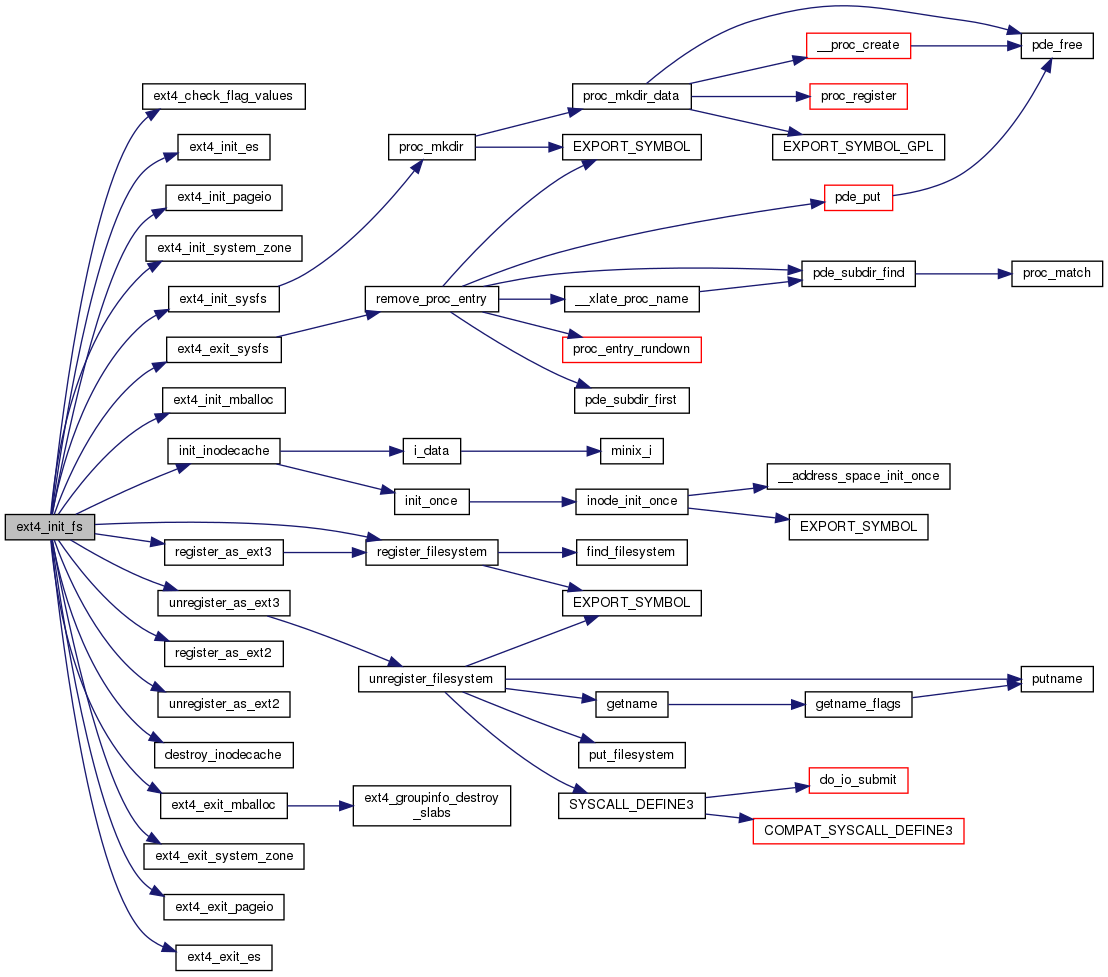 ext4_init_fs
ext4_check_flag_values
ext4_init_es
ext4_init_pageio
ext4_init_system_zone
ext4_init_sysfs
ext4_exit_sysfs
ext4_init_mballoc
init_inodecache
register_as_ext3
unregister_as_ext3
register_as_ext2
unregister_as_ext2
destroy_inodecache
ext4_exit_mballoc
ext4_exit_system_zone
ext4_exit_pageio
ext4_exit_es
proc_mkdir
remove_proc_entry
i_data
init_once
register_filesystem
unregister_filesystem
ext4_groupinfo_destroy
_slabs
proc_mkdir_data
EXPORT_SYMBOL
__xlate_proc_name
proc_entry_rundown
pde_subdir_first
minix_i
inode_init_once
find_filesystem
EXPORT_SYMBOL
getname
put_filesystem
SYSCALL_DEFINE3
__proc_create
proc_register
EXPORT_SYMBOL_GPL
pde_put
pde_subdir_find
__address_space_init_once
EXPORT_SYMBOL
getname_flags
do_io_submit
COMPAT_SYSCALL_DEFINE3
pde_free
proc_match
putname